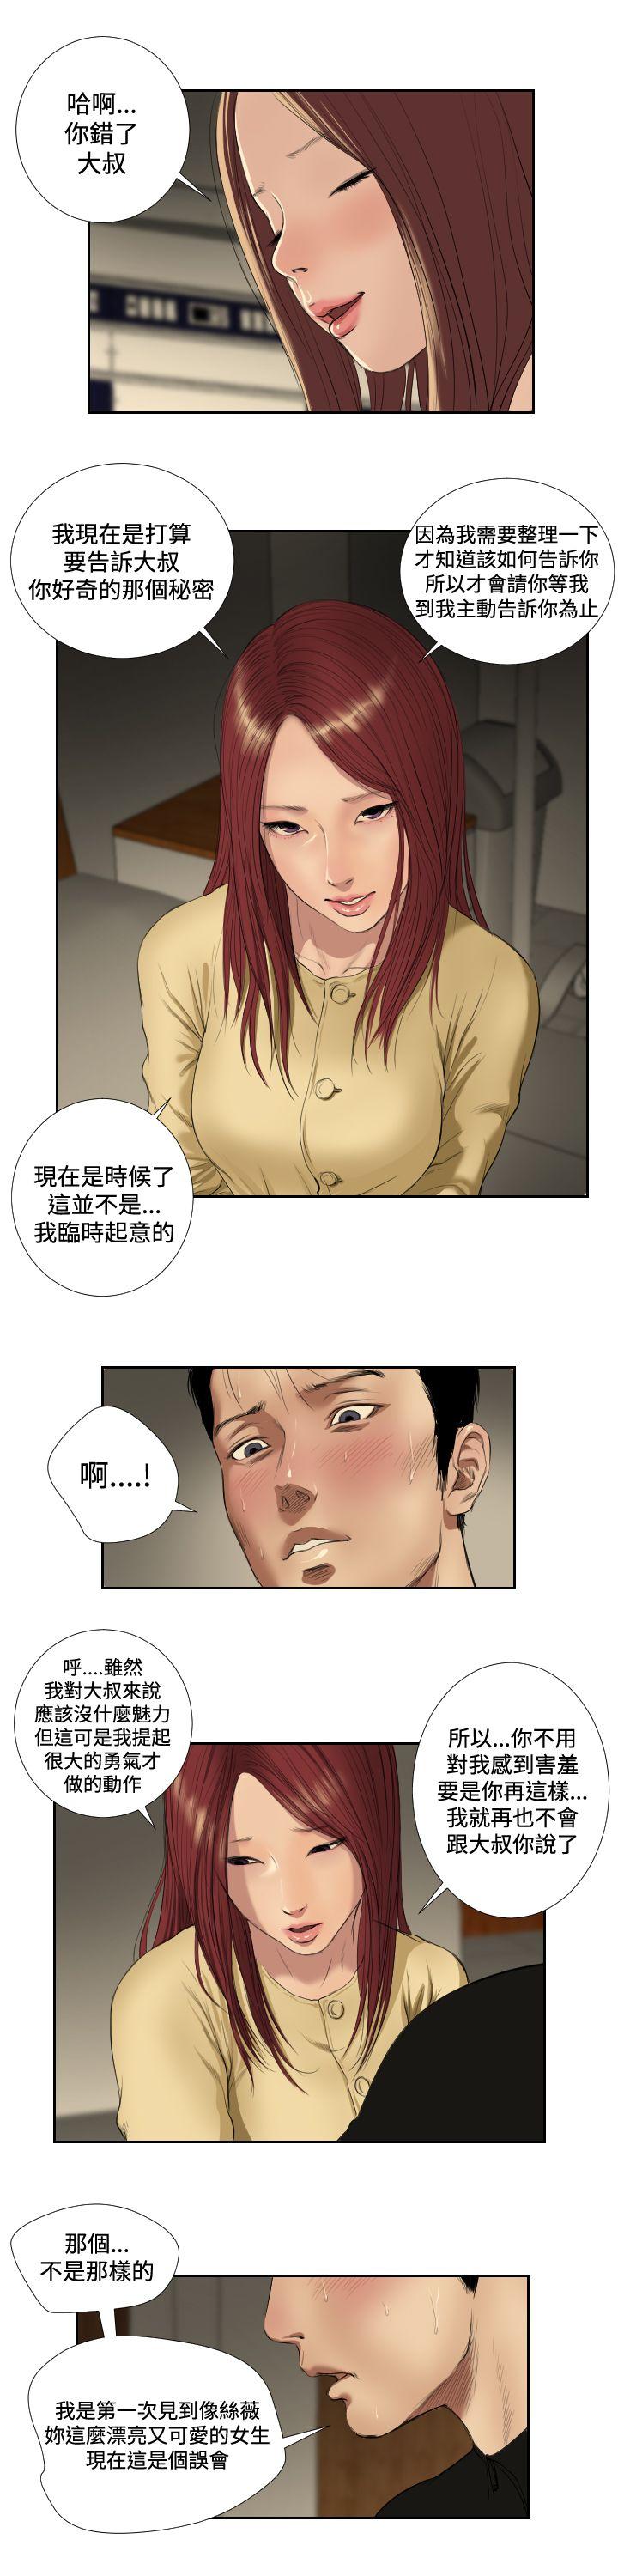 哈啊...
你錯了
大叔
我現在是打算
要告訴大叔
你好奇的那個秘密
因為我需要整理一下
才知道該如何告訴你
所以才會請你等我
到我主動告訴你為止
現在是時候了
這並不是...
我臨時起意的
啊....!
呼....雖然
我對大叔來說
應該沒什麼魅力
但這可是我提起
很大的勇氣才
做的動作
所以...你不用
對我感到害羞
要是你再這樣...
我就再也不會
跟大叔你說了
那個...
不是那樣的
我是第一次見到像絲薇
妳這麼漂亮又可愛的女生
現在這是個誤會